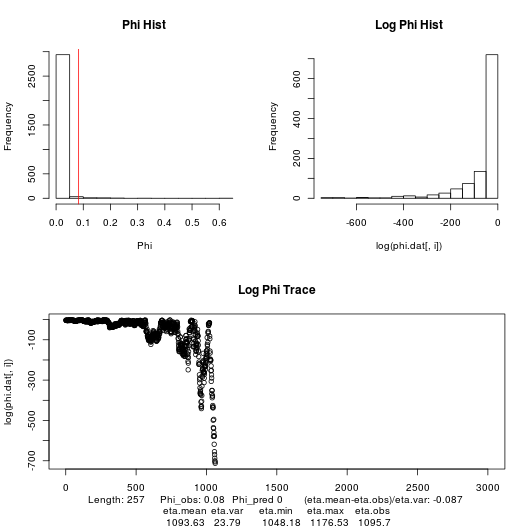 Phi Hist
Log Phi Hist
Frequency
0 500 1500 2500
0.0 0.1 0.2 0.3 0.4 0.5 0.6
Phi
Frequency
0 200 400 600
-600 -400 -200 0
log(phi.dat[, i])
Log Phi Trace
log(phi.dat[, i])
-700 -500 -300 -100
0 500 1000 1500 2000 2500 3000
Length: 257 Phi_obs: 0.08 Phi_pred 0 (eta.mean-eta.obs)/eta.var: -0.087
eta.mean eta.var eta.min eta.max eta.obs
1093.63 23.79 1048.18 1176.53 1095.7